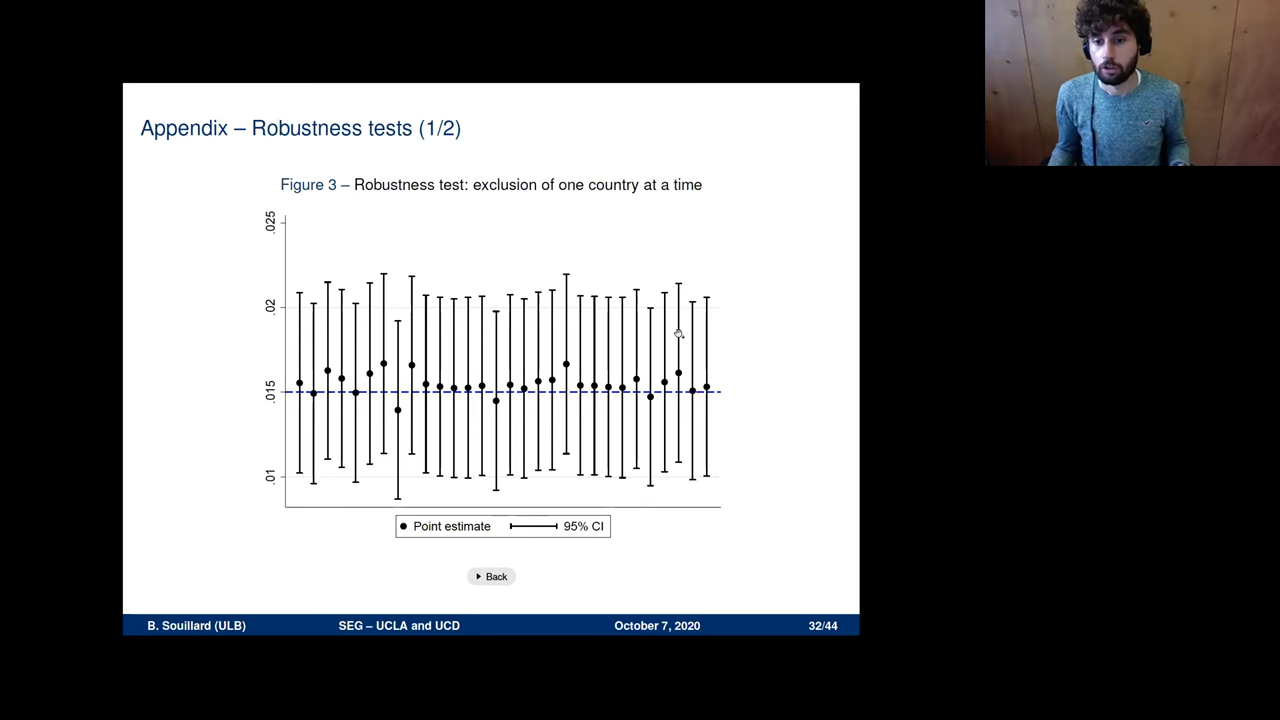 Appendix – Robustness tests (1/2)
Figure 3 – Robustness test: exclusion of one country at a time
.025
.02
.015
.01
Point estimate 95% CI
Back
B. Souillard (ULB) SEG – UCLA and UCD October 7, 2020 32/44